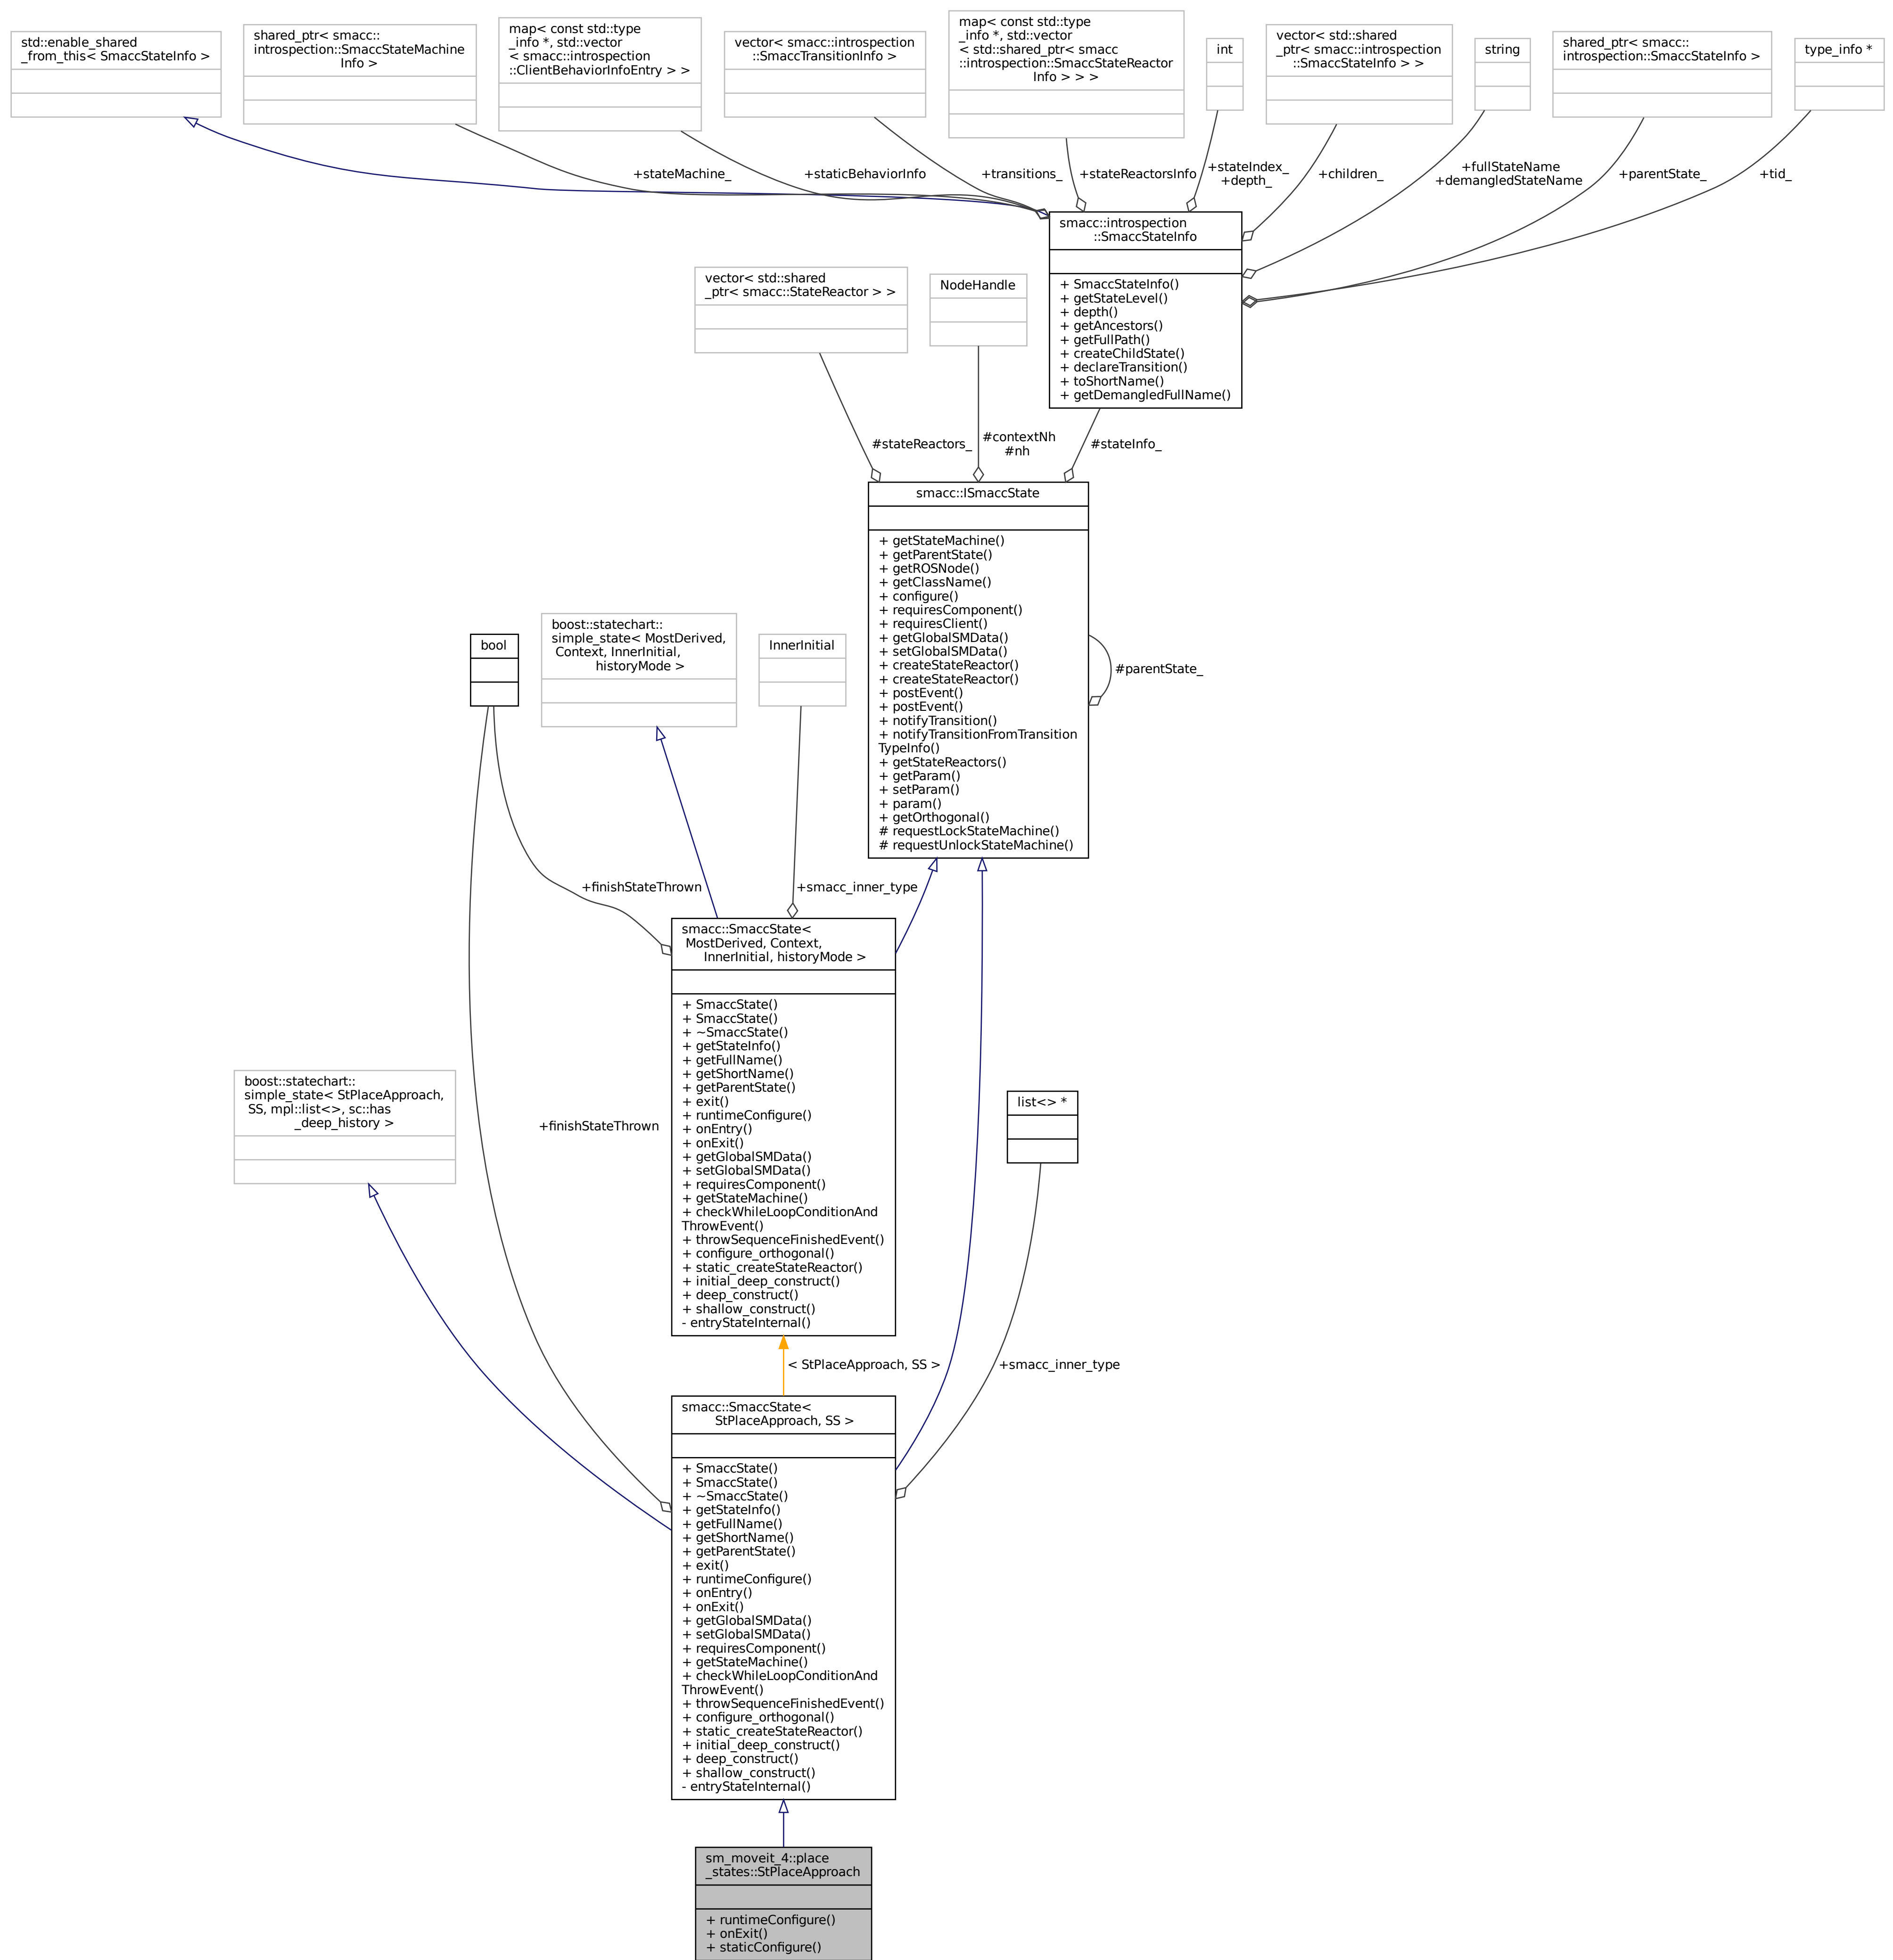 std::enable_shared
_from_this< SmaccStateInfo >
shared_ptr< smacc::
introspection::SmaccStateMachine
Info >
map< const std::type
_info *, std::vector
< smacc::introspection
::ClientBehaviorInfoEntry > >
vector< smacc::introspection
::SmaccTransitionInfo >
map< const std::type
_info *, std::vector
< std::shared_ptr< smacc
::introspection::SmaccStateReactor
Info > > >
int
vector< std::shared
_ptr< smacc::introspection
::SmaccStateInfo > >
string
shared_ptr< smacc::
introspection::SmaccStateInfo >
type_info *
+stateMachine_
+staticBehaviorInfo
+transitions_
+stateReactorsInfo
+stateIndex_
+depth_
+children_
+fullStateName
+demangledStateName
+parentState_
+tid_
smacc::introspection
::SmaccStateInfo
+ SmaccStateInfo()
+ getStateLevel()
+ depth()
+ getAncestors()
+ getFullPath()
+ createChildState()
+ declareTransition()
+ toShortName()
+ getDemangledFullName()
vector< std::shared
_ptr< smacc::StateReactor > >
NodeHandle
#stateReactors_
#contextNh
#nh
#stateInfo_
smacc::ISmaccState
+ getStateMachine()
+ getParentState()
+ getROSNode()
+ getClassName()
+ configure()
+ requiresComponent()
+ requiresClient()
+ getGlobalSMData()
+ setGlobalSMData()
+ createStateReactor()
+ createStateReactor()
+ postEvent()
+ postEvent()
+ notifyTransition()
+ notifyTransitionFromTransition
TypeInfo()
+ getStateReactors()
+ getParam()
+ setParam()
+ param()
+ getOrthogonal()
# requestLockStateMachine()
# requestUnlockStateMachine()
#parentState_
bool
boost::statechart::
simple_state< MostDerived,
Context, InnerInitial,
historyMode >
InnerInitial
+finishStateThrown
+smacc_inner_type
smacc::SmaccState<
MostDerived, Context,
InnerInitial, historyMode >
+ SmaccState()
+ SmaccState()
+ ~SmaccState()
+ getStateInfo()
+ getFullName()
+ getShortName()
+ getParentState()
+ exit()
+ runtimeConfigure()
+ onEntry()
+ onExit()
+ getGlobalSMData()
+ setGlobalSMData()
+ requiresComponent()
+ getStateMachine()
+ checkWhileLoopConditionAnd
ThrowEvent()
+ throwSequenceFinishedEvent()
+ configure_orthogonal()
+ static_createStateReactor()
+ initial_deep_construct()
+ deep_construct()
+ shallow_construct()
- entryStateInternal()
boost::statechart::
simple_state< StPlaceApproach,
SS, mpl::list<>, sc::has
_deep_history >
+finishStateThrown
list<> *
< StPlaceApproach, SS >
+smacc_inner_type
smacc::SmaccState<
StPlaceApproach, SS >
+ SmaccState()
+ SmaccState()
+ ~SmaccState()
+ getStateInfo()
+ getFullName()
+ getShortName()
+ getParentState()
+ exit()
+ runtimeConfigure()
+ onEntry()
+ onExit()
+ getGlobalSMData()
+ setGlobalSMData()
+ requiresComponent()
+ getStateMachine()
+ checkWhileLoopConditionAnd
ThrowEvent()
+ throwSequenceFinishedEvent()
+ configure_orthogonal()
+ static_createStateReactor()
+ initial_deep_construct()
+ deep_construct()
+ shallow_construct()
- entryStateInternal()
sm_moveit_4::place
_states::StPlaceApproach
+ runtimeConfigure()
+ onExit()
+ staticConfigure()